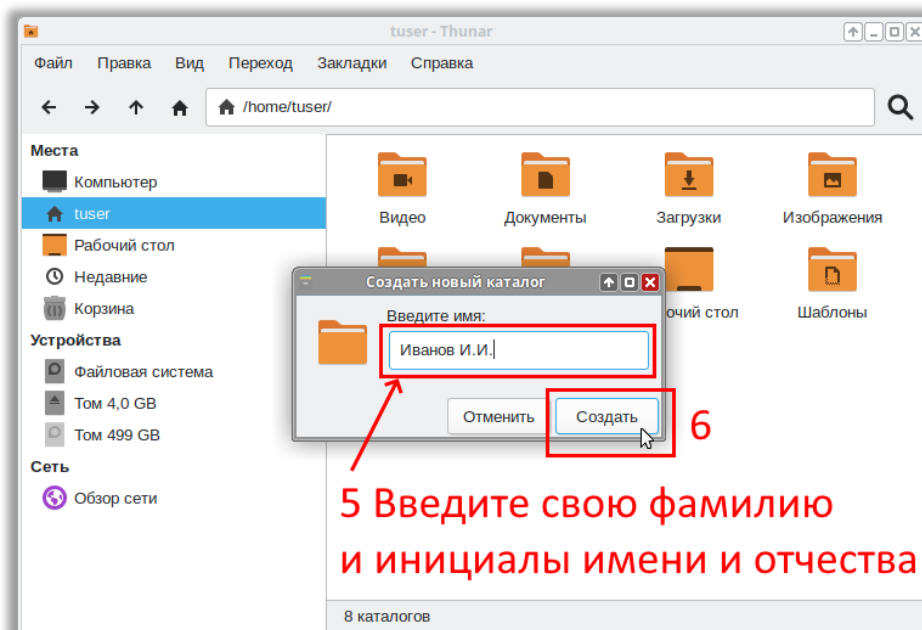 tuser - Thunar
Файл Правка Вид Переход Закладки Справка
/home/tuser/
Места
Компьютер
tuser
Рабочий стол
Недавние
Корзина
Устройства
Файловая система
Том 4,0 GB
Том 499 GB
Сеть
Обзор сети
Видео Документы Загрузки Изображения
очий стол Шаблоны
Создать новый каталог
Введите имя:
Иванов И.И.
Отменить Создать
6
5 Введите свою фамилию
и инициалы имени и отчества
8 каталогов